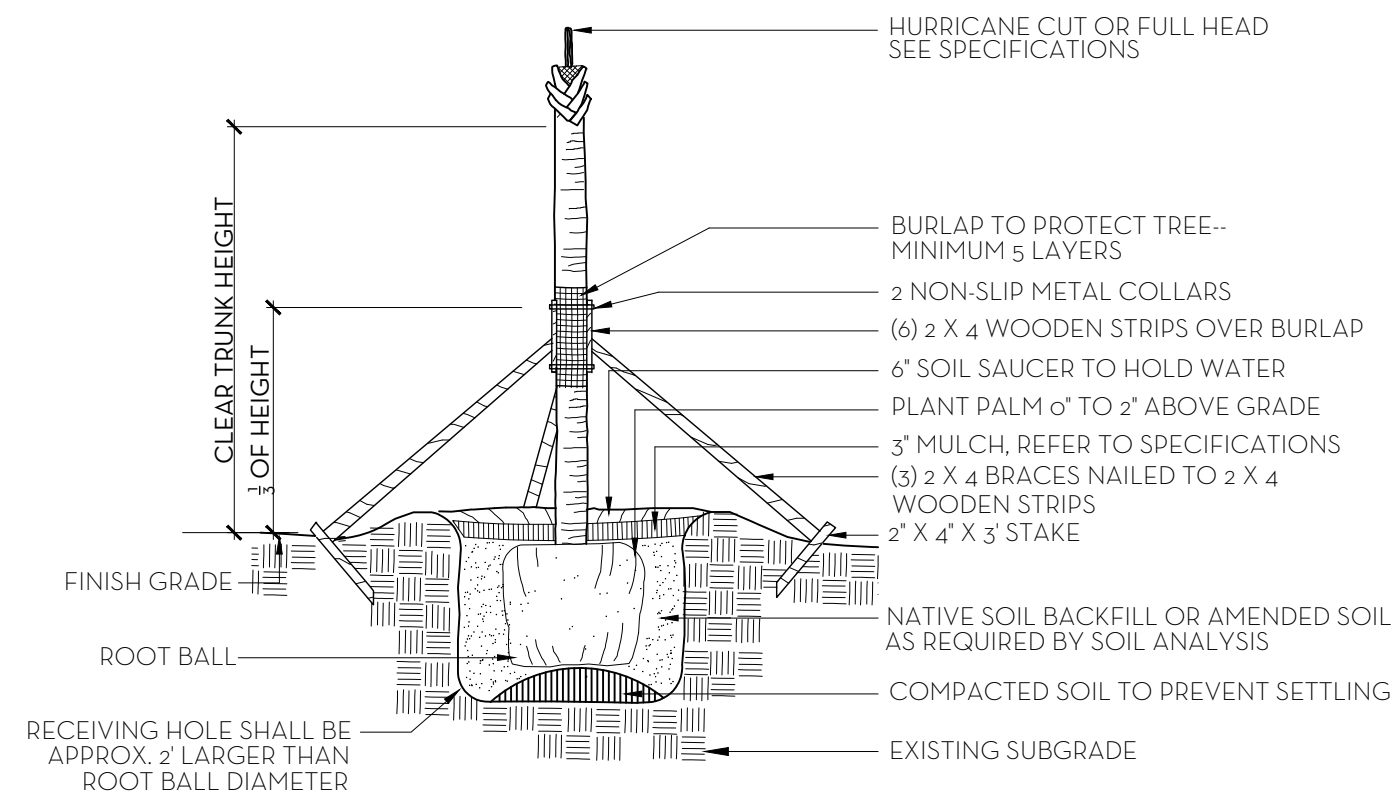 HURRICANE CUT OR FULL HEAD
SEE SPECIFICATIONS
CLEAR TRUNK HEIGHT
1/3 OF HEIGHT
BURLAP TO PROTECT TREE--
MINIMUM 5 LAYERS
2 NON-SLIP METAL COLLARS
(6) 2 X 4 WOODEN STRIPS OVER BURLAP
6" SOIL SAUCER TO HOLD WATER
PLANT PALM 0" TO 2" ABOVE GRADE
3" MULCH, REFER TO SPECIFICATIONS
(3) 2 X 4 BRACES NAILED TO 2 X 4
WOODEN STRIPS
2" X 4" X 3' STAKE
FINISH GRADE
NATIVE SOIL BACKFILL OR AMENDED SOIL
AS REQUIRED BY SOIL ANALYSIS
ROOT BALL
COMPACTED SOIL TO PREVENT SETTLING
RECEIVING HOLE SHALL BE
APPROX. 2' LARGER THAN
ROOT BALL DIAMETER
EXISTING SUBGRADE